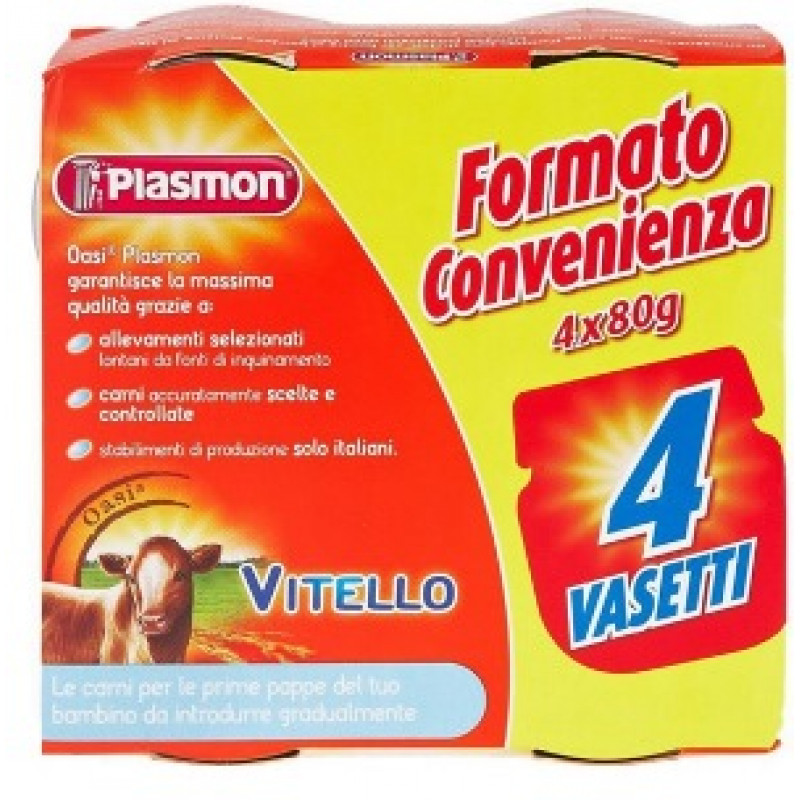 Plasmon
Plasmon
Oasi® Plasmon
garantisce la massima
qualità grazie a:
allevamenti selezionati
lontani da fonti di inquinamento
carni accuratamente scelte e
controllate
stabilimenti di produzione solo italiani.
Oasi®
VITELLO
Le carni per le prime pappe del tuo
bambino da introdurre gradualmente
Formato
Convenienza
4x80g
4
VASETTI